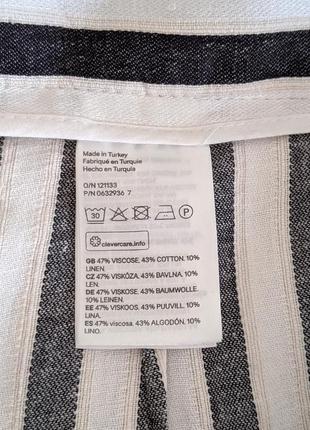 Made in Turkey
Fabriqué en Turquie
Hecho en Turquía
O/N 121133
P/N 0632936 7
30 P
clevercare.info
GB 47% VISCOSE, 43% COTTON, 10%
LINEN.
CZ 47% VISKÓZA, 43% BAVLNA, 10%
LEN.
DE 47% VISKOSE, 43% BAUMWOLLE,
10% LEINEN.
EE 47% VISKOOS, 43% PUUVILL, 10%
LINA.
ES 47% viscosa, 43% ALGODÓN, 10%
LINO.